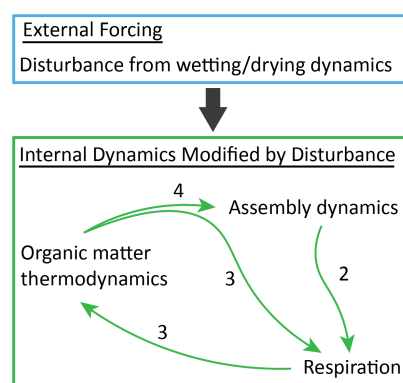 External Forcing
Disturbance from wetting/drying dynamics
Internal Dynamics Modified by Disturbance
4
Assembly dynamics
Organic matter
thermodynamics
3
2
3
Respiration